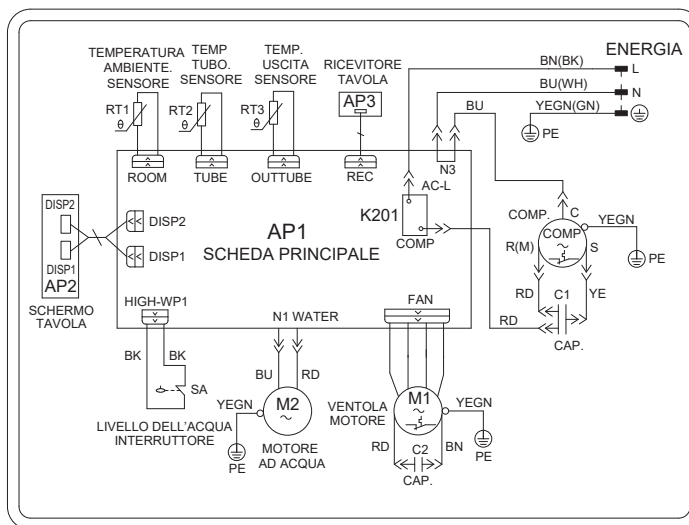 TEMPERATURA
AMBIENTE.
SENSORE
TEMP
TUBO.
SENSORE
TEMP.
USCITA
SENSORE
RICEVITORE
TAVOLA
AP3
ENERGIA
BN(BK)
L
BU(WH)
N
YEGN(GN)
PE
BU
RT1
θ
RT2
θ
RT3
θ
ROOM
TUBE
OUTTUBE
REC
N3
AC-L
K201
COMP
DISP2
DISP1
AP2
SCHERMO
TAVOLA
DISP2
DISP1
AP1
SCHEDA PRINCIPALE
COMP.
C
YEGN
COMP
~
R(M)
S
PE
RD
C1
YE
RD
CAP.
HIGH-WP1
N1 WATER
FAN
BK
BK
SA
LIVELLO DELL'ACQUA
INTERRUTTORE
BU
RD
YEGN
M2
~
PE
MOTORE
AD ACQUA
VENTOLA
MOTORE
M1
~
YEGN
PE
RD
C2
BN
CAP.